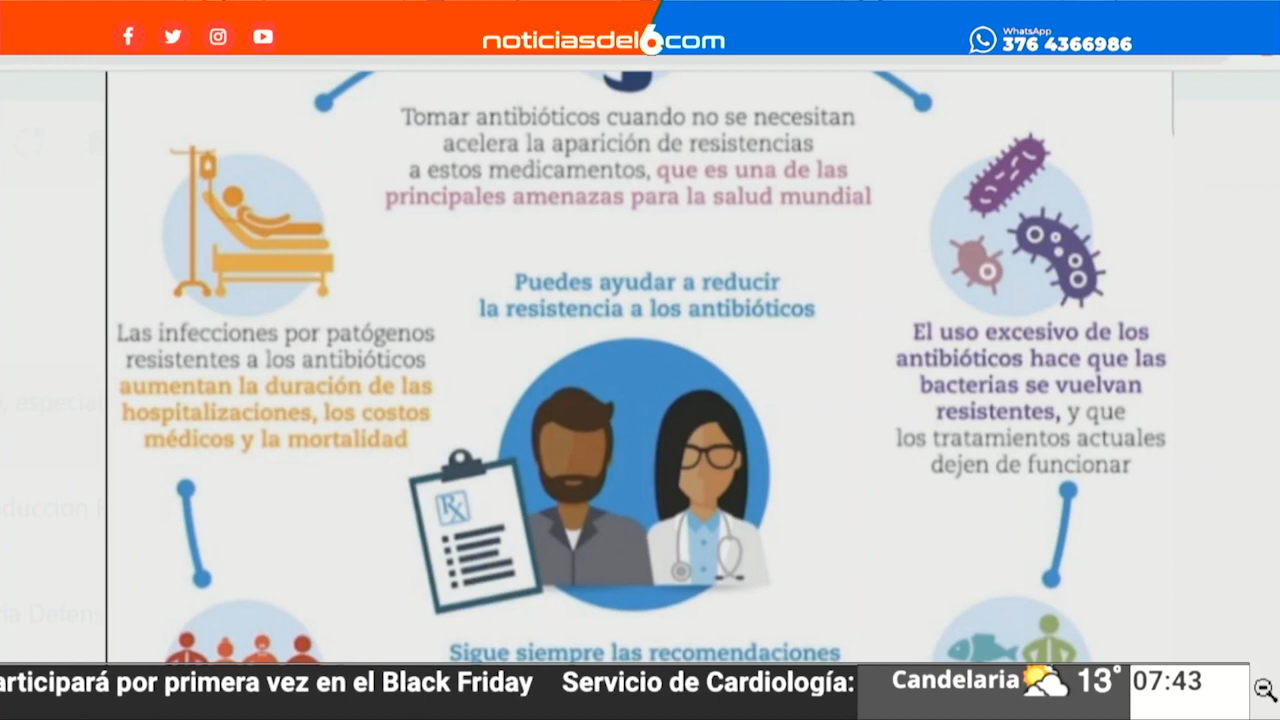 noticiasdel6.com
WhatsApp
376 4366986
Tomar antibióticos cuando no se necesitan
acelera la aparición de resistencias
a estos medicamentos, que es una de las
principales amenazas para la salud mundial
Puedes ayudar a reducir
la resistencia a los antibióticos
Las infecciones por patógenos
resistentes a los antibióticos
aumentan la duración de las
hospitalizaciones, los costos
médicos y la mortalidad
El uso excesivo de los
antibióticos hace que las
bacterias se vuelvan
resistentes, y que
los tratamientos actuales
dejen de funcionar
Rx
Sigue siempre las recomendaciones
articipará por primera vez en el Black Friday Servicio de Cardiología:
Candelaria 13° 07:43